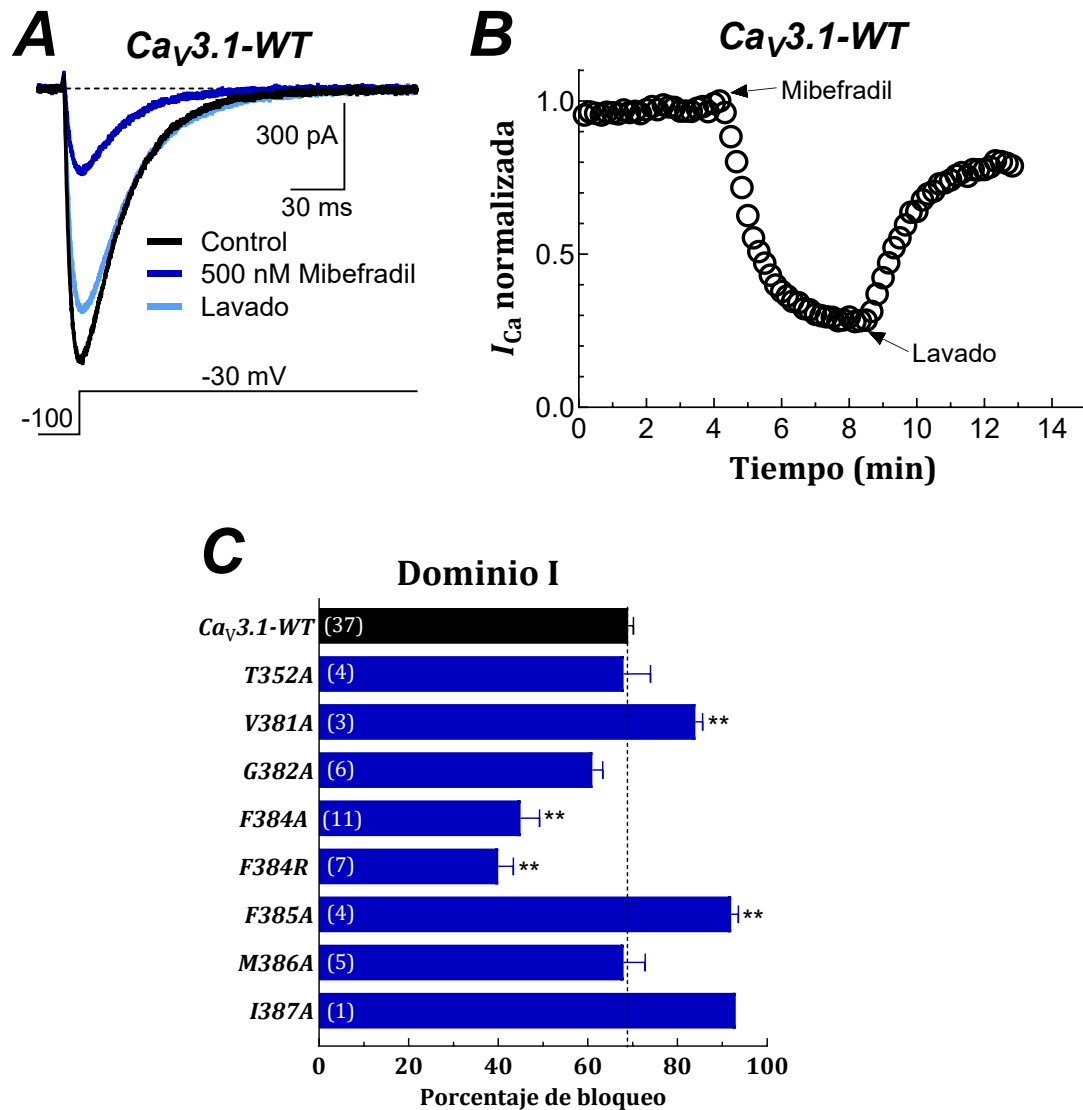 A
CaV3.1-WT
300 pA
30 ms
Control
500 nM Mibefradil
Lavado
-30 mV
-100
B
CaV3.1-WT
Mibefradil
Lavado
ICa normalizada
1.0
0.5
0.0
0 2 4 6 8 10 12 14
Tiempo (min)
C
Dominio I
CaV3.1-WT (37)
T352A (4)
V381A (3) **
G382A (6)
F384A (11) **
F384R (7) **
F385A (4) **
M386A (5)
I387A (1)
0 20 40 60 80 100
Porcentaje de bloqueo